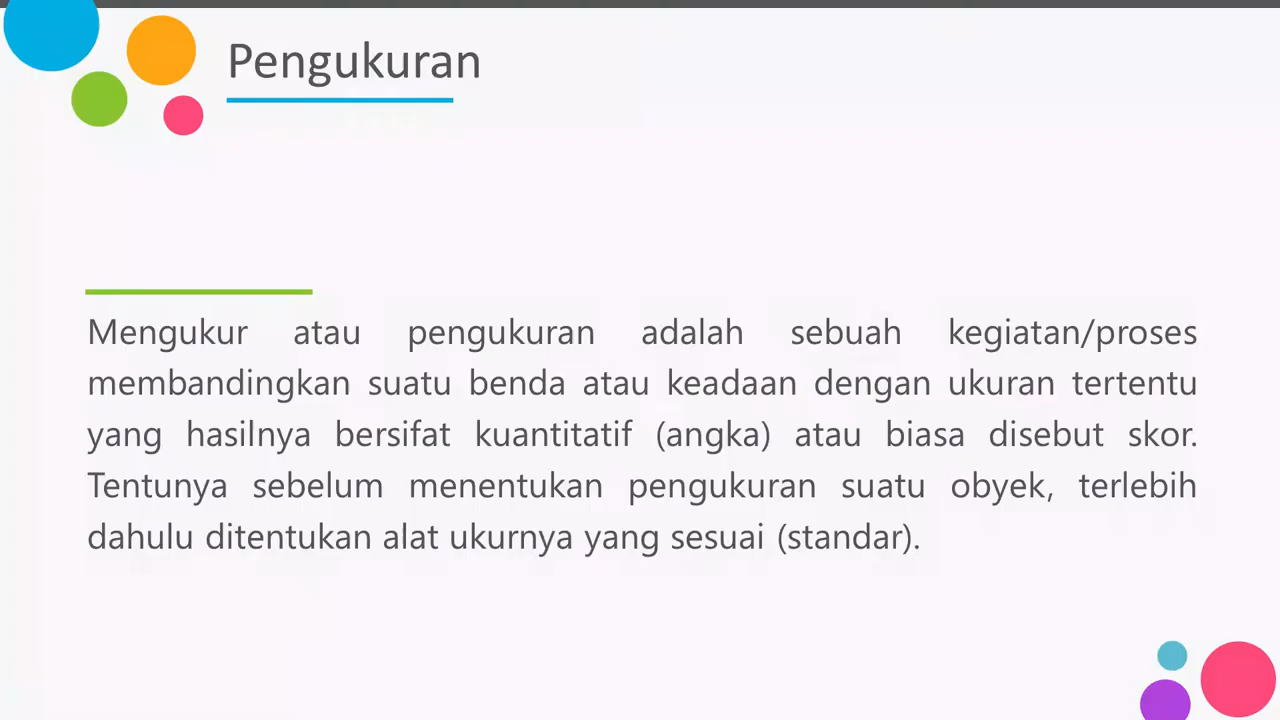 Pengukuran
Mengukur atau pengukuran adalah sebuah kegiatan/proses
membandingkan suatu benda atau keadaan dengan ukuran tertentu
yang hasilnya bersifat kuantitatif (angka) atau biasa disebut skor.
Tentunya sebelum menentukan pengukuran suatu obyek, terlebih
dahulu ditentukan alat ukurnya yang sesuai (standar).